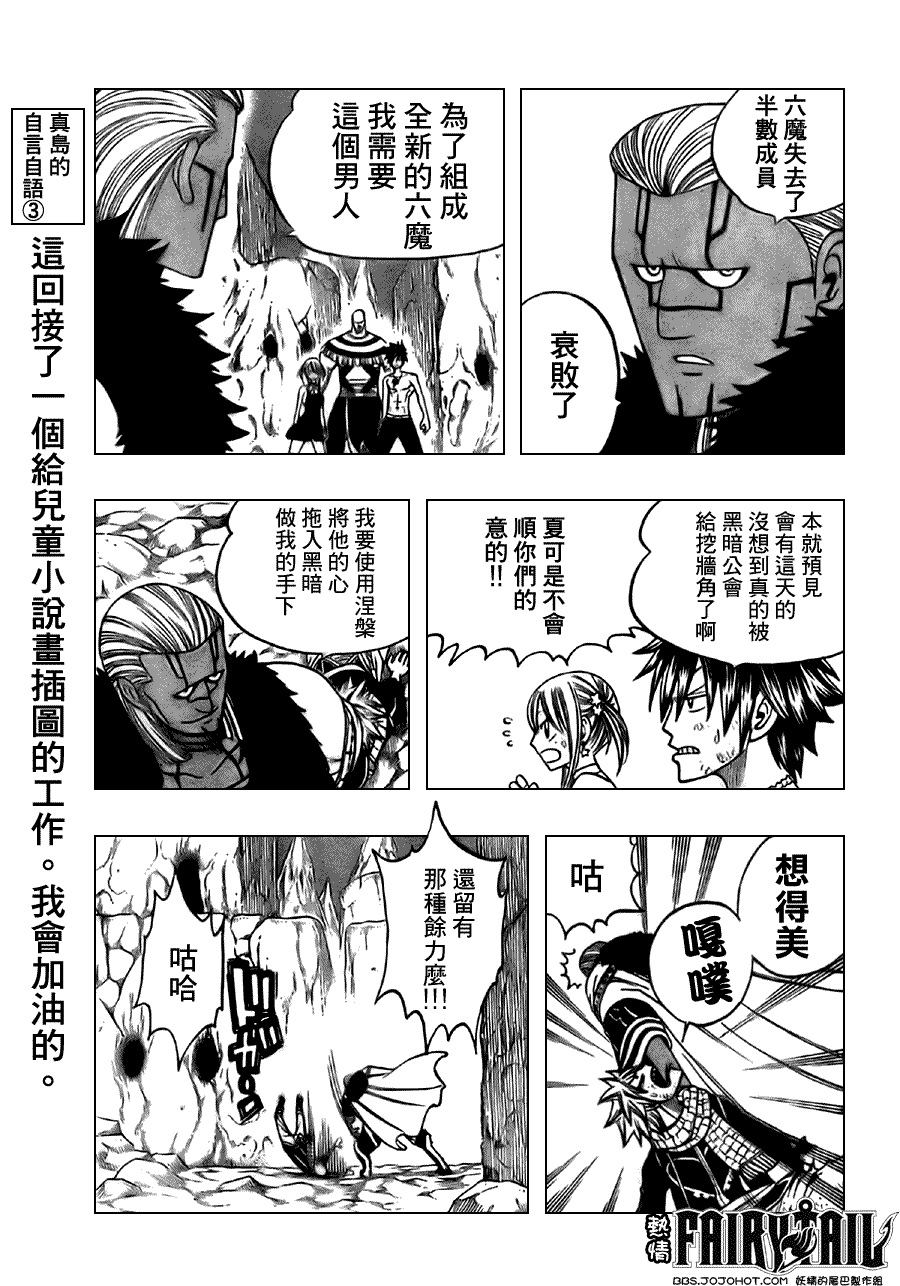 六魔失去了
半數成員
衰敗了
為了組成
全新的六魔
我需要
這個男人
真島的
自言自語③
這回接了一個給兒童小說畫插圖的工作。我會加油的。
本就預見
會有這天的
沒想到真的被
黑暗公會
給挖牆角了啊
夏可是不會
順你們的
意的!!
我要使用涅槃
將他的心
拖入黑暗
做我的手下
想得美
咕
嘎噗
還留有
那種餘力麼!!!
咕哈
熱情
FAIRY TAIL
BBS.JOJOHOT.COM 妖精的尾巴製作組